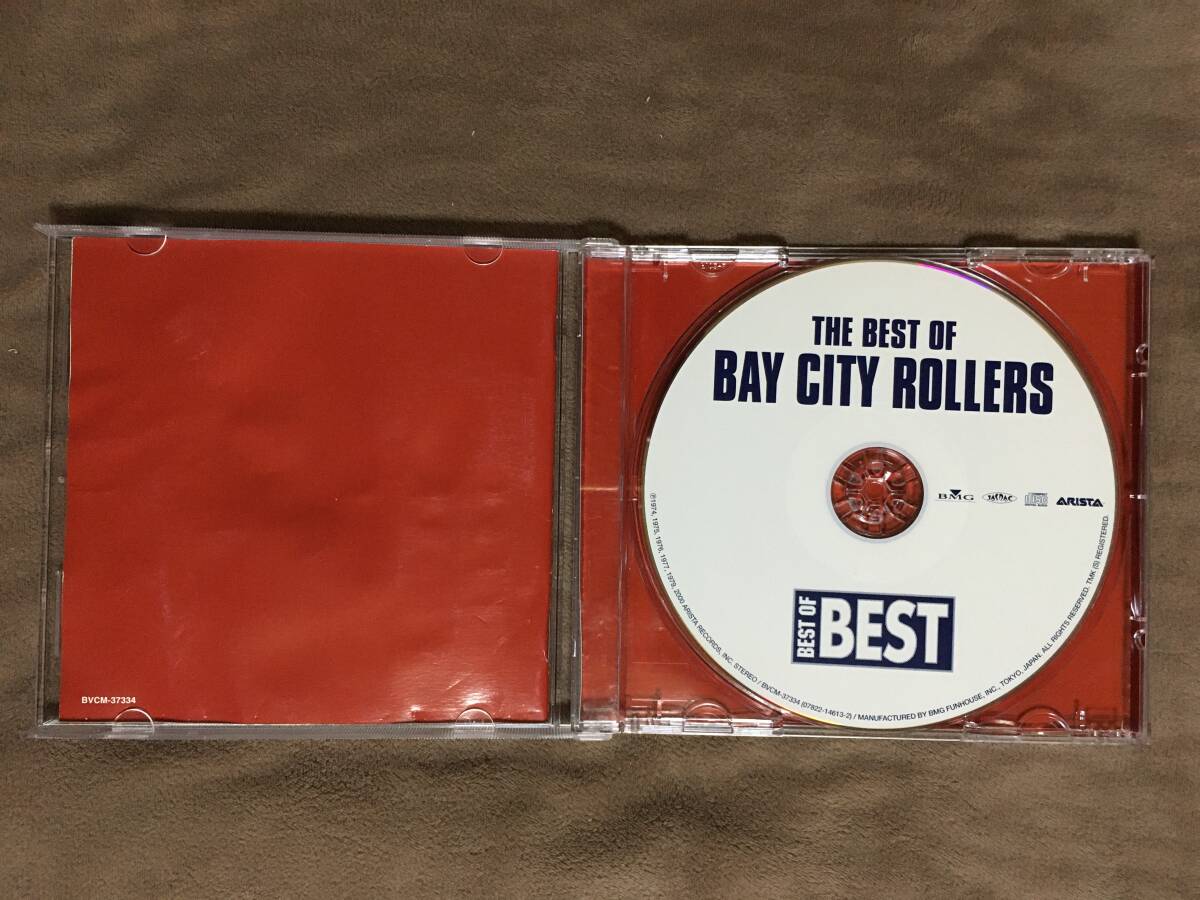 BVCM-37334
THE BEST OF
BAY CITY ROLLERS
BMG
JASRAC
ARISTA
BEST OF
BEST
℗1974, 1975, 1976, 1977, 1979, 2000 ARISTA RECORDS, INC. STEREO / BVCM-37334 (07822-14613-2) / MANUFACTURED BY BMG FUNHOUSE, INC., TOKYO, JAPAN. ALL RIGHTS RESERVED. TMK (S) REGISTERED.